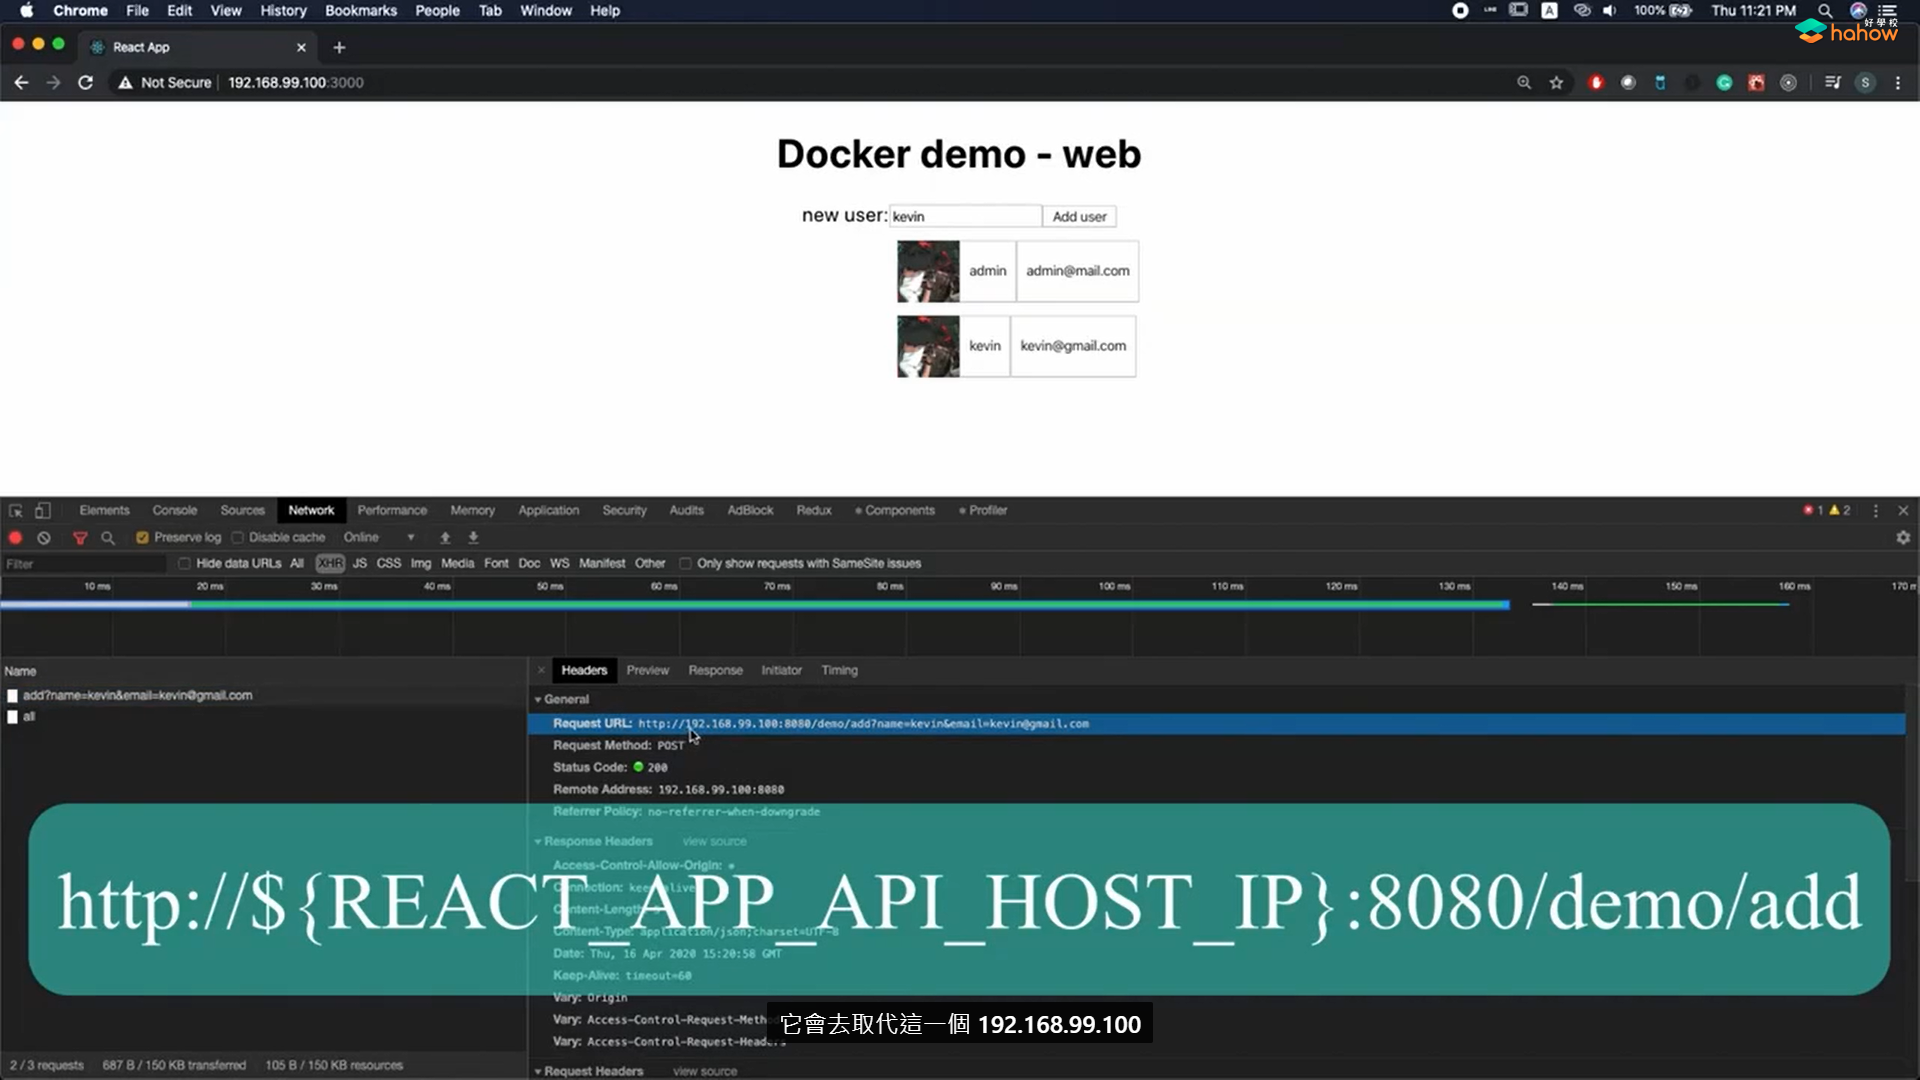 Chrome File Edit View History Bookmarks People Tab Window Help
100% Thu 11:21 PM
好學校
hahow
React App
Not Secure 192.168.99.100:3000
Docker demo - web
new user: kevin Add user
admin admin@mail.com
kevin kevin@gmail.com
Elements Console Sources Network Performance Memory Application Security Audits AdBlock Redux Components Profiler 1 2
Preserve log Disable cache Online
Filter Hide data URLs All XHR JS CSS Img Media Font Doc WS Manifest Other Only show requests with SameSite issues
10 ms 20 ms 30 ms 40 ms 50 ms 60 ms 70 ms 80 ms 90 ms 100 ms 110 ms 120 ms 130 ms 140 ms 150 ms 160 ms 170 m
Name
add?name=kevin&email=kevin@gmail.com
all
Headers Preview Response Initiator Timing
General
Request URL: http://192.168.99.100:8080/demo/add?name=kevin&email=kevin@gmail.com
Request Method: POST
Status Code: 200
Remote Address: 192.168.99.100:8080
Referrer Policy: no-referrer-when-downgrade
Response Headers view source
Access-Control-Allow-Origin: *
Connection: keep-alive
Content-Length:
Content-Type: application/json;charset=UTF-8
http://${REACT_APP_API_HOST_IP}:8080/demo/add
Date: Thu, 16 Apr 2020 15:20:58 GMT
Keep-Alive: timeout=60
Vary: Origin
Vary: Access-Control-Request-Metho
Vary: Access-Control-Request-Headers
Request Headers view source
它會去取代這一個 192.168.99.100
2 / 3 requests 687 B / 150 KB transferred 105 B / 150 KB resources